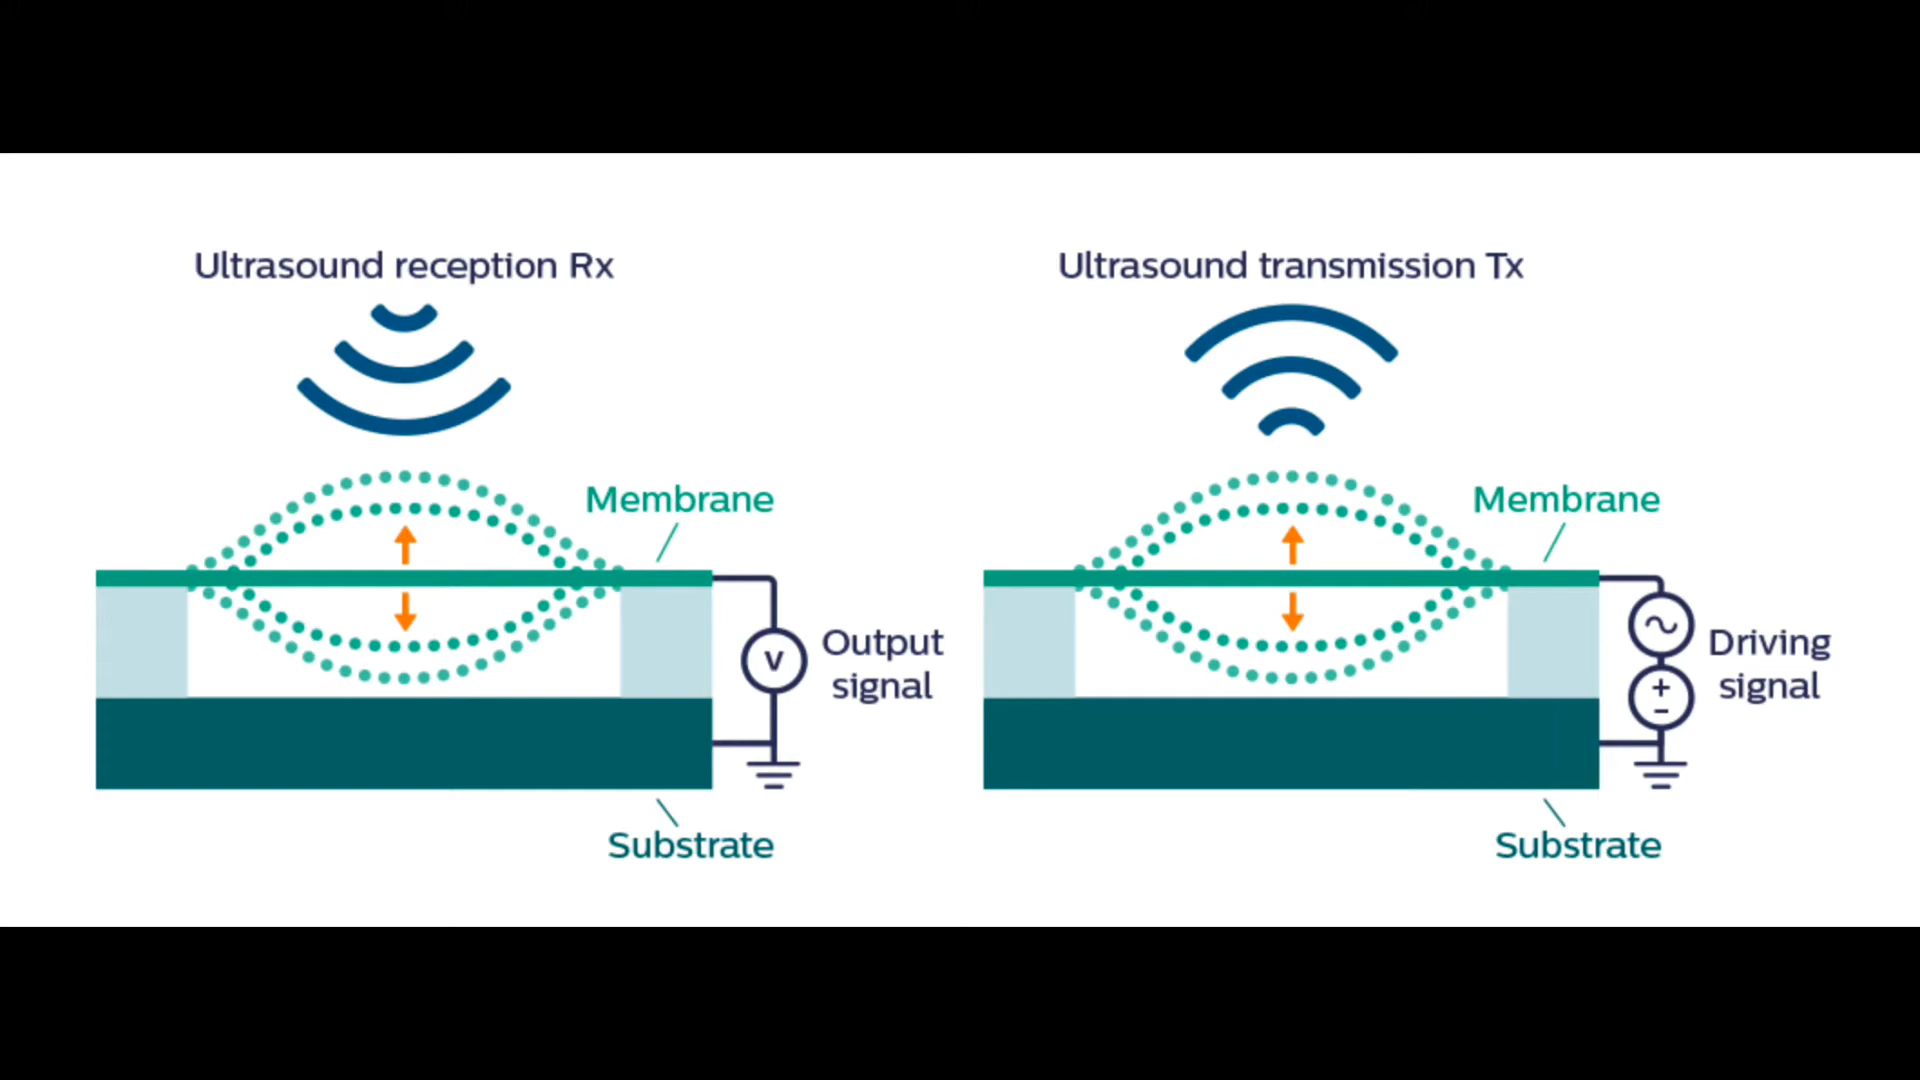 Ultrasound reception Rx
Membrane
V
Output
signal
Substrate
Ultrasound transmission Tx
Membrane
+
−
Driving
signal
Substrate